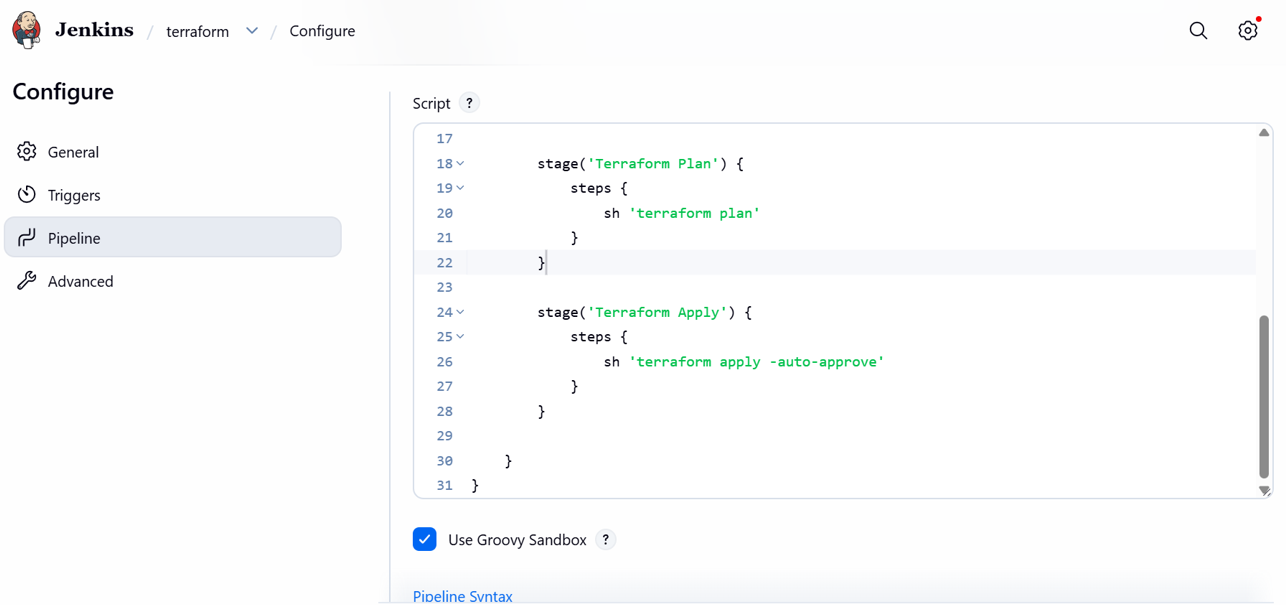 Jenkins / terraform / Configure
Configure
General
Triggers
Pipeline
Advanced
Script ?
17
18 stage('Terraform Plan') {
19 steps {
20 sh 'terraform plan'
21 }
22 }
23
24 stage('Terraform Apply') {
25 steps {
26 sh 'terraform apply -auto-approve'
27 }
28 }
29
30 }
31 }
Use Groovy Sandbox ?
Pipeline Syntax